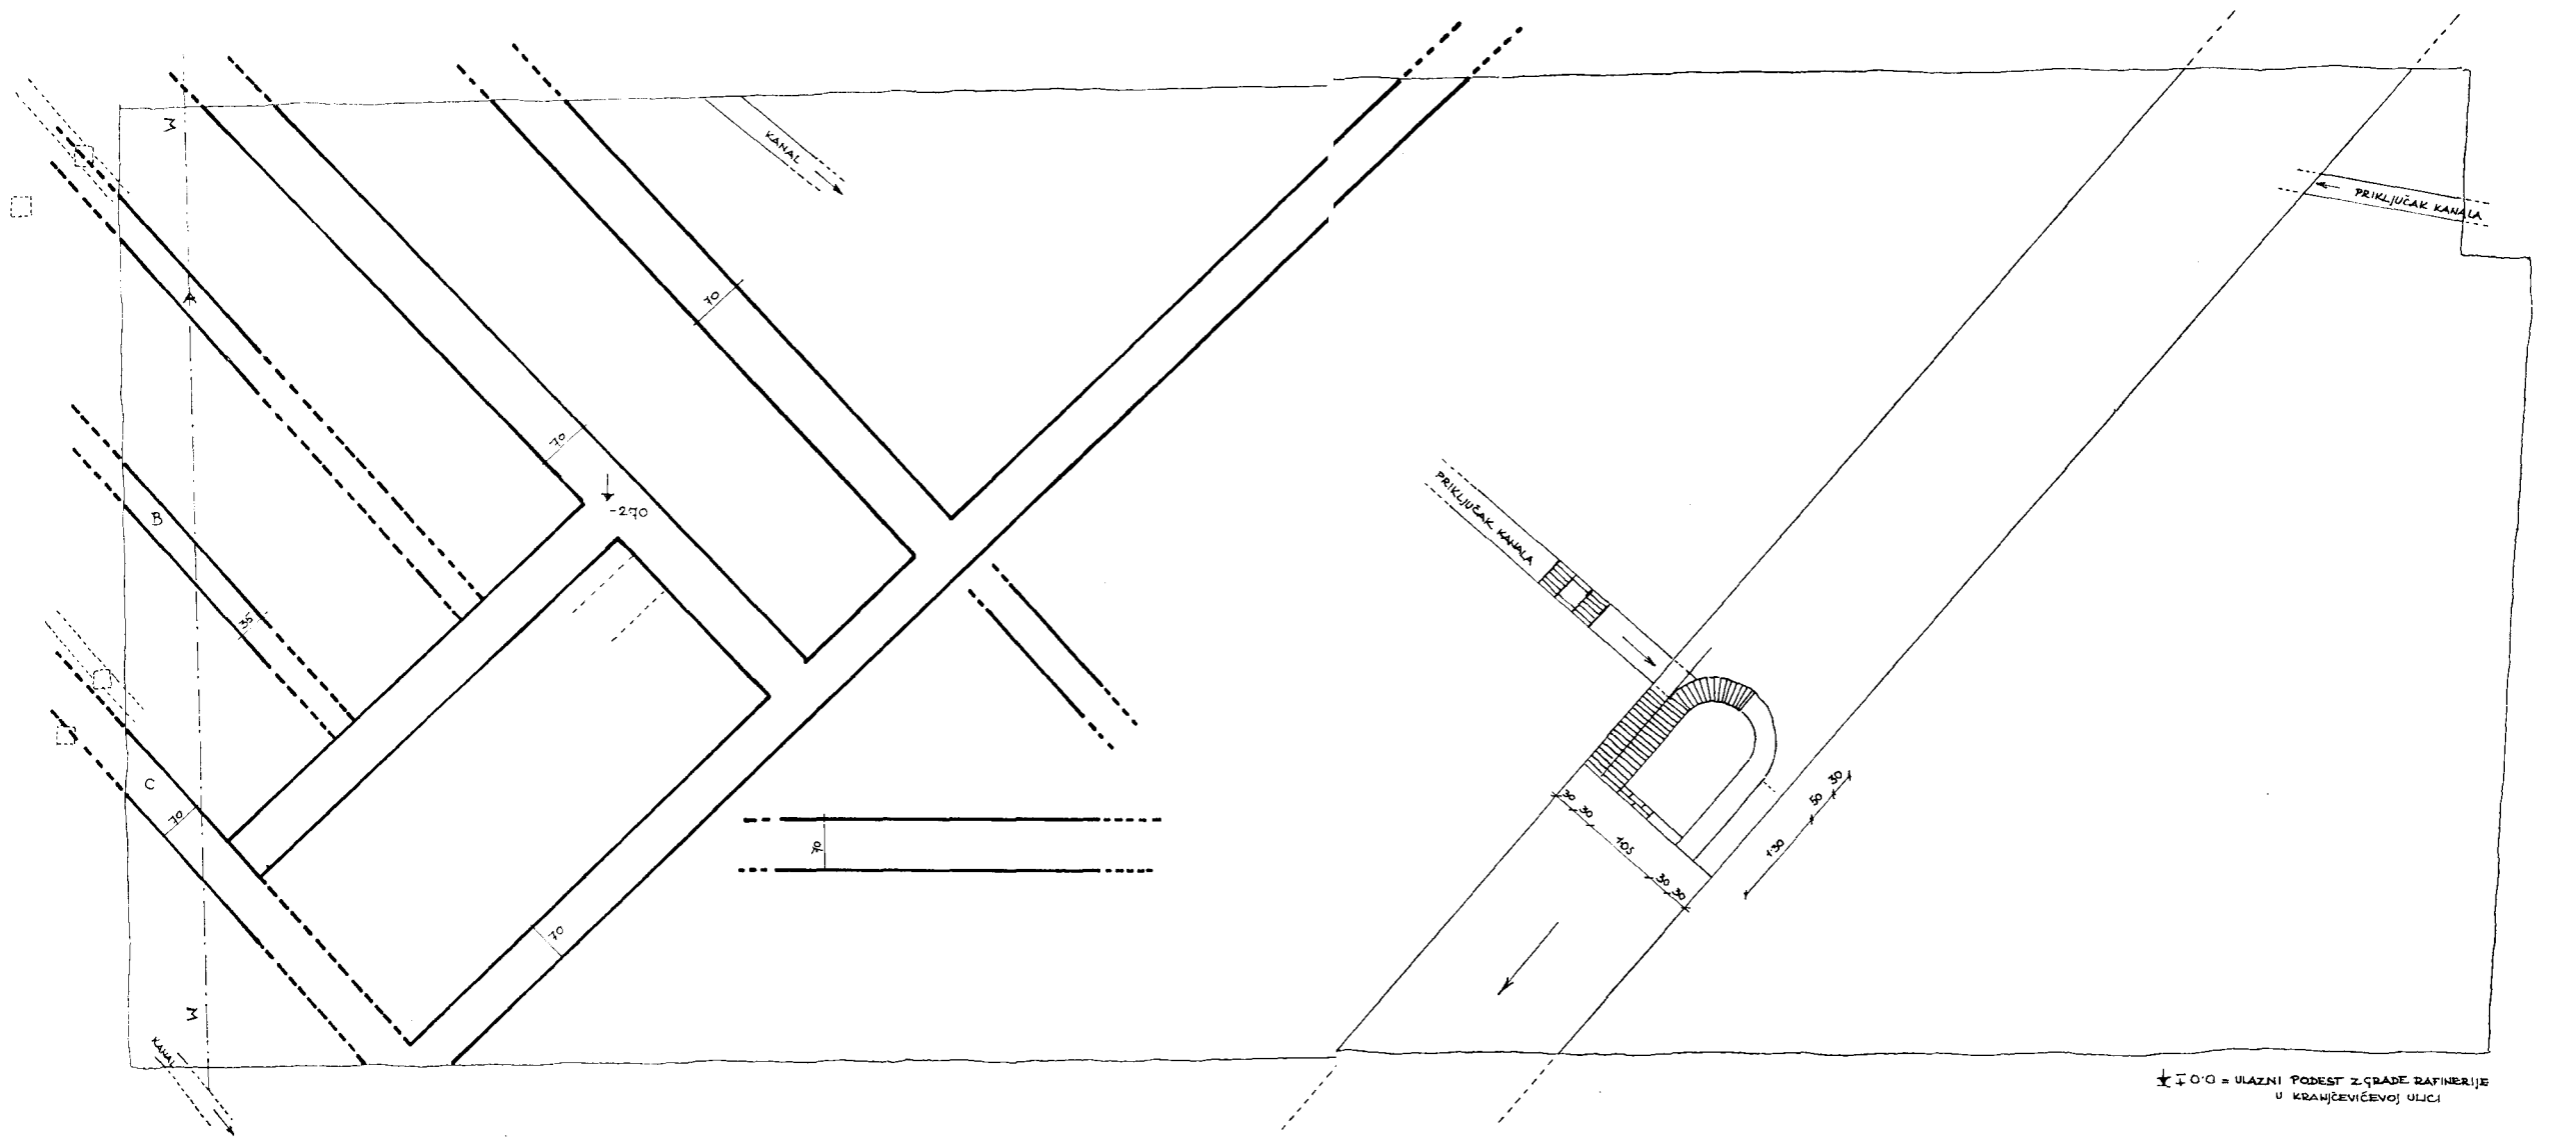 M
KANAL
70
PRIKLJUČAK KANALA
A
70
-270
B
35
PRIKLJUČAK KANALA
C
70
70
70
30
30
105
30
30
130
50
30
M
KANAL
∓ 0·0 = ULAZNI PODEST ZGRADE RAFINERIJE
U KRANJČEVIĆEVOJ ULICI